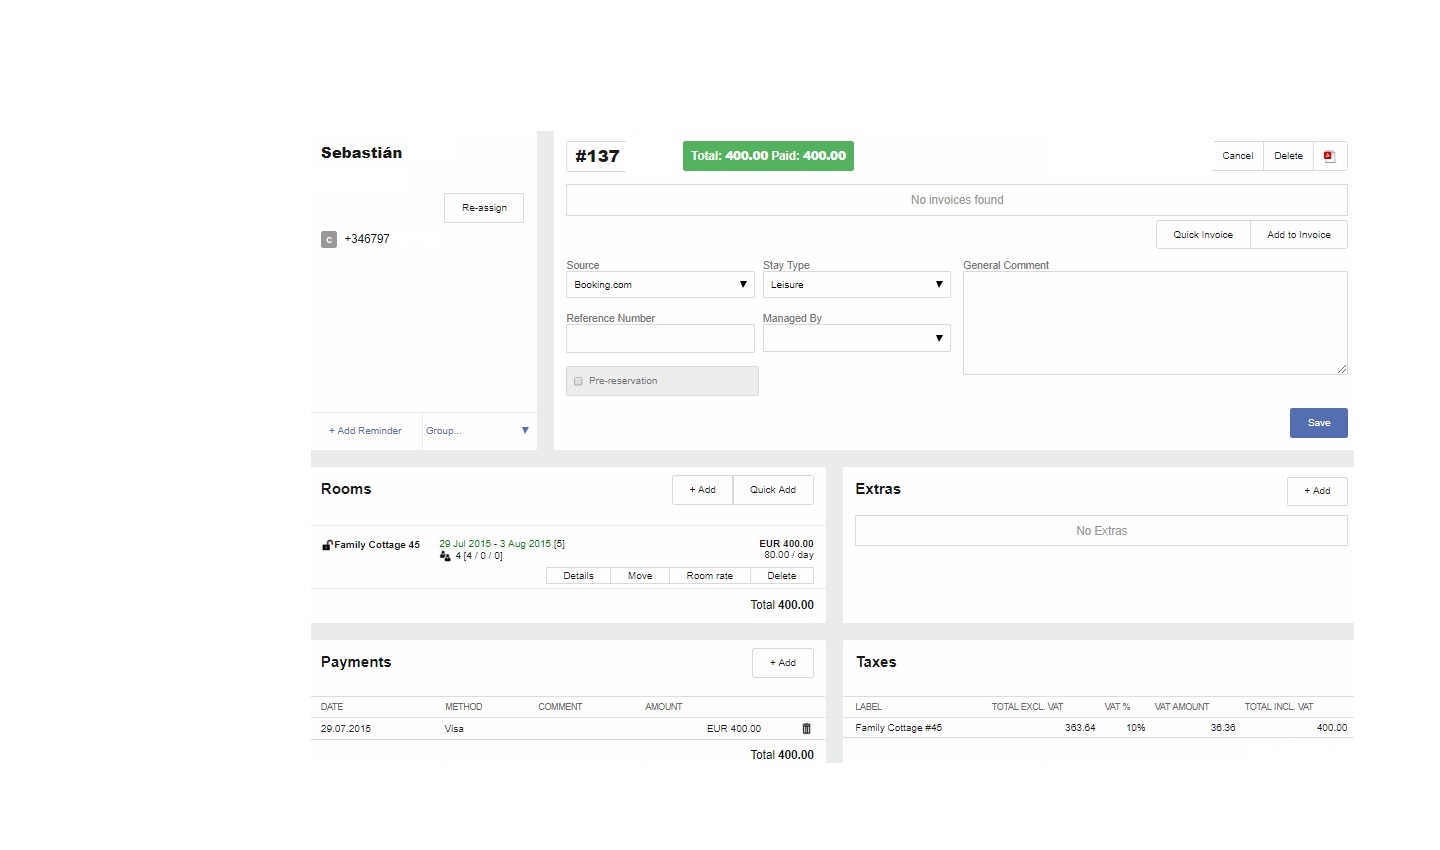 Sebastián
Re-assign
C +346797
+ Add Reminder Group...
#137 Total: 400.00 Paid: 400.00 Cancel Delete
No invoices found
Quick Invoice Add to Invoice
Source Stay Type General Comment
Booking.com Leisure
Reference Number Managed By
Pre-reservation
Save
Rooms + Add Quick Add
Family Cottage 45 29 Jul 2015 - 3 Aug 2015 [5] EUR 400.00
4 [4 / 0 / 0] 80.00 / day
Details Move Room rate Delete
Total 400.00
Extras + Add
No Extras
Payments + Add
DATE METHOD COMMENT AMOUNT
29.07.2015 Visa EUR 400.00
Total 400.00
Taxes
LABEL TOTAL EXCL. VAT VAT % VAT AMOUNT TOTAL INCL. VAT
Family Cottage #45 363.64 10% 36.36 400.00